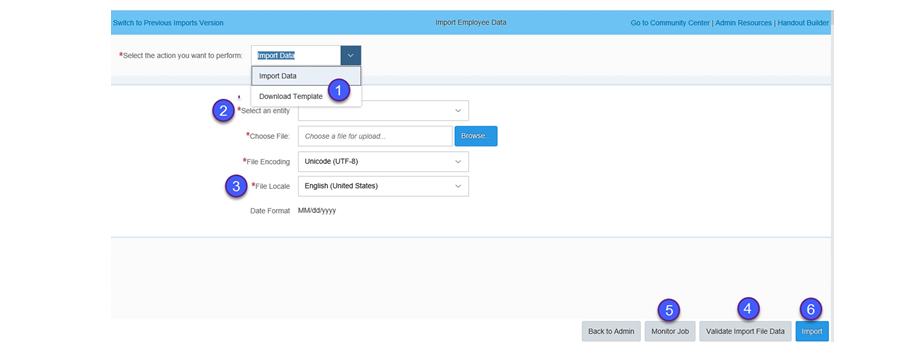 Switch to Previous Imports Version Import Employee Data Go to Community Center | Admin Resources | Handout Builder
*Select the action you want to perform: Import Data
Import Data
Download Template 1
2 *Select an entity
*Choose File: Choose a file for upload... Browse...
*File Encoding Unicode (UTF-8)
3 *File Locale English (United States)
Date Format MM/dd/yyyy
5 4 6
Back to Admin Monitor Job Validate Import File Data Import